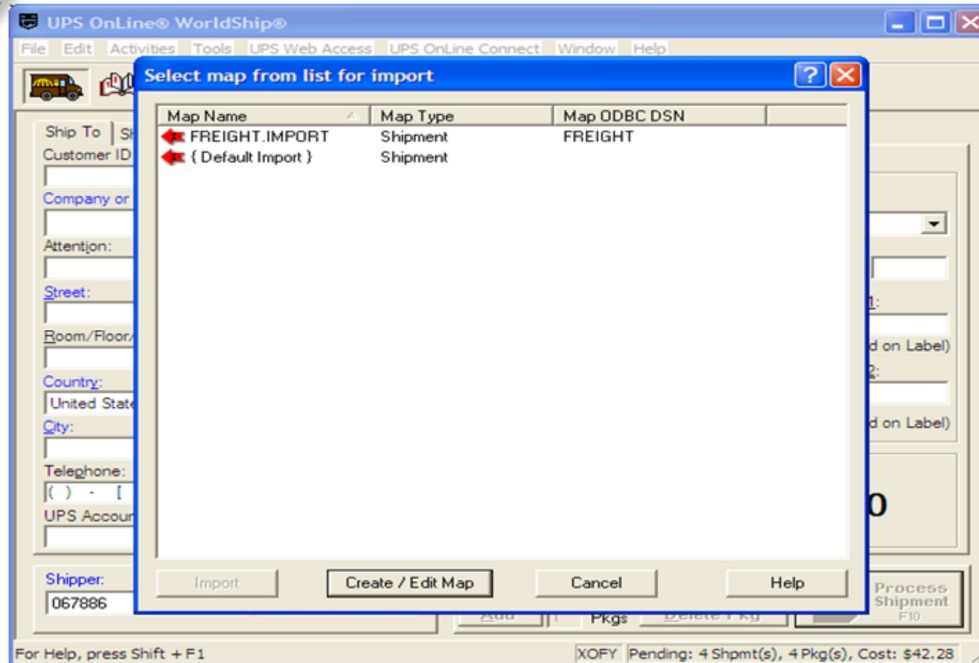 UPS OnLine® WorldShip®
File Edit Activities Tools UPS Web Access UPS OnLine Connect Window Help
Select map from list for import
Map Name Map Type Map ODBC DSN
FREIGHT.IMPORT Shipment FREIGHT
{ Default Import } Shipment
Ship To
Customer ID
Company or
Attention:
Street:
Room/Floor/
d on Label)
Country:
United State
City:
d on Label)
Telephone:
( ) - [
UPS Accoun
Shipper:
067886
Import Create / Edit Map Cancel Help
Process
Shipment
F10
Add Pkgs Delete Pkg
For Help, press Shift + F1 XOFY Pending: 4 Shpmt(s), 4 Pkg(s), Cost: $42.28